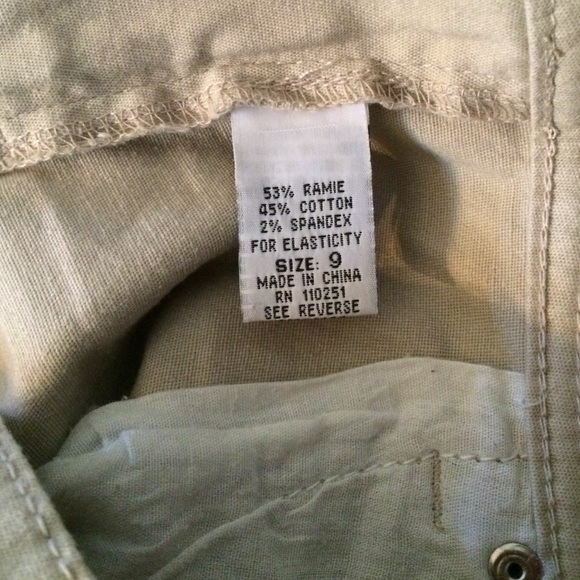 53% RAMIE
45% COTTON
2% SPANDEX
FOR ELASTICITY
SIZE: 9
MADE IN CHINA
RN 110251
SEE REVERSE